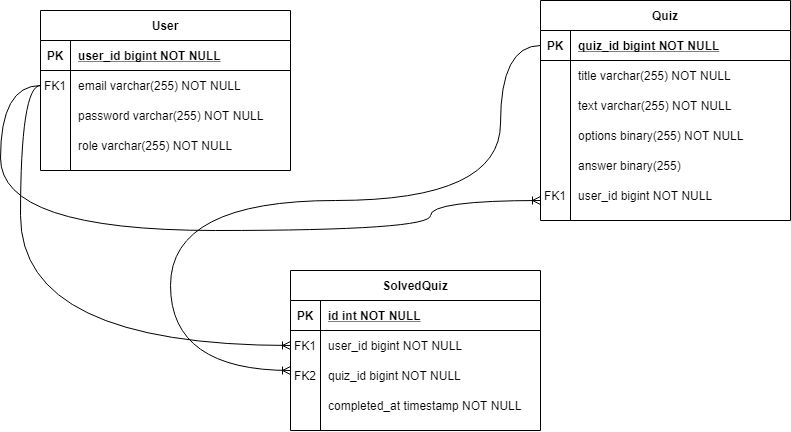 User
PK user_id bigint NOT NULL
FK1 email varchar(255) NOT NULL
password varchar(255) NOT NULL
role varchar(255) NOT NULL
Quiz
PK quiz_id bigint NOT NULL
title varchar(255) NOT NULL
text varchar(255) NOT NULL
options binary(255) NOT NULL
answer binary(255)
FK1 user_id bigint NOT NULL
SolvedQuiz
PK id int NOT NULL
FK1 user_id bigint NOT NULL
FK2 quiz_id bigint NOT NULL
completed_at timestamp NOT NULL